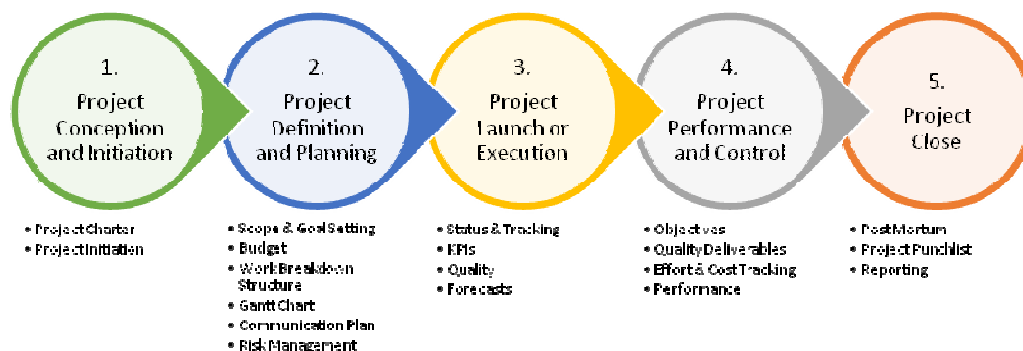 1.
Project
Conception
and Initiation
• Project Charter
• Project Initiation
2.
Project
Definition
and Planning
• Scope & Goal Setting
• Budget
• Work Breakdown
Structure
• Gantt Chart
• Communication Plan
• Risk Management
3.
Project
Launch or
Execution
• Status & Tracking
• KPIs
• Quality
• Forecasts
4.
Project
Performance
and Control
• Objectives
• Quality Deliverables
• Effort & Cost Tracking
• Performance
5.
Project
Close
• Post Mortum
• Project Punchlist
• Reporting